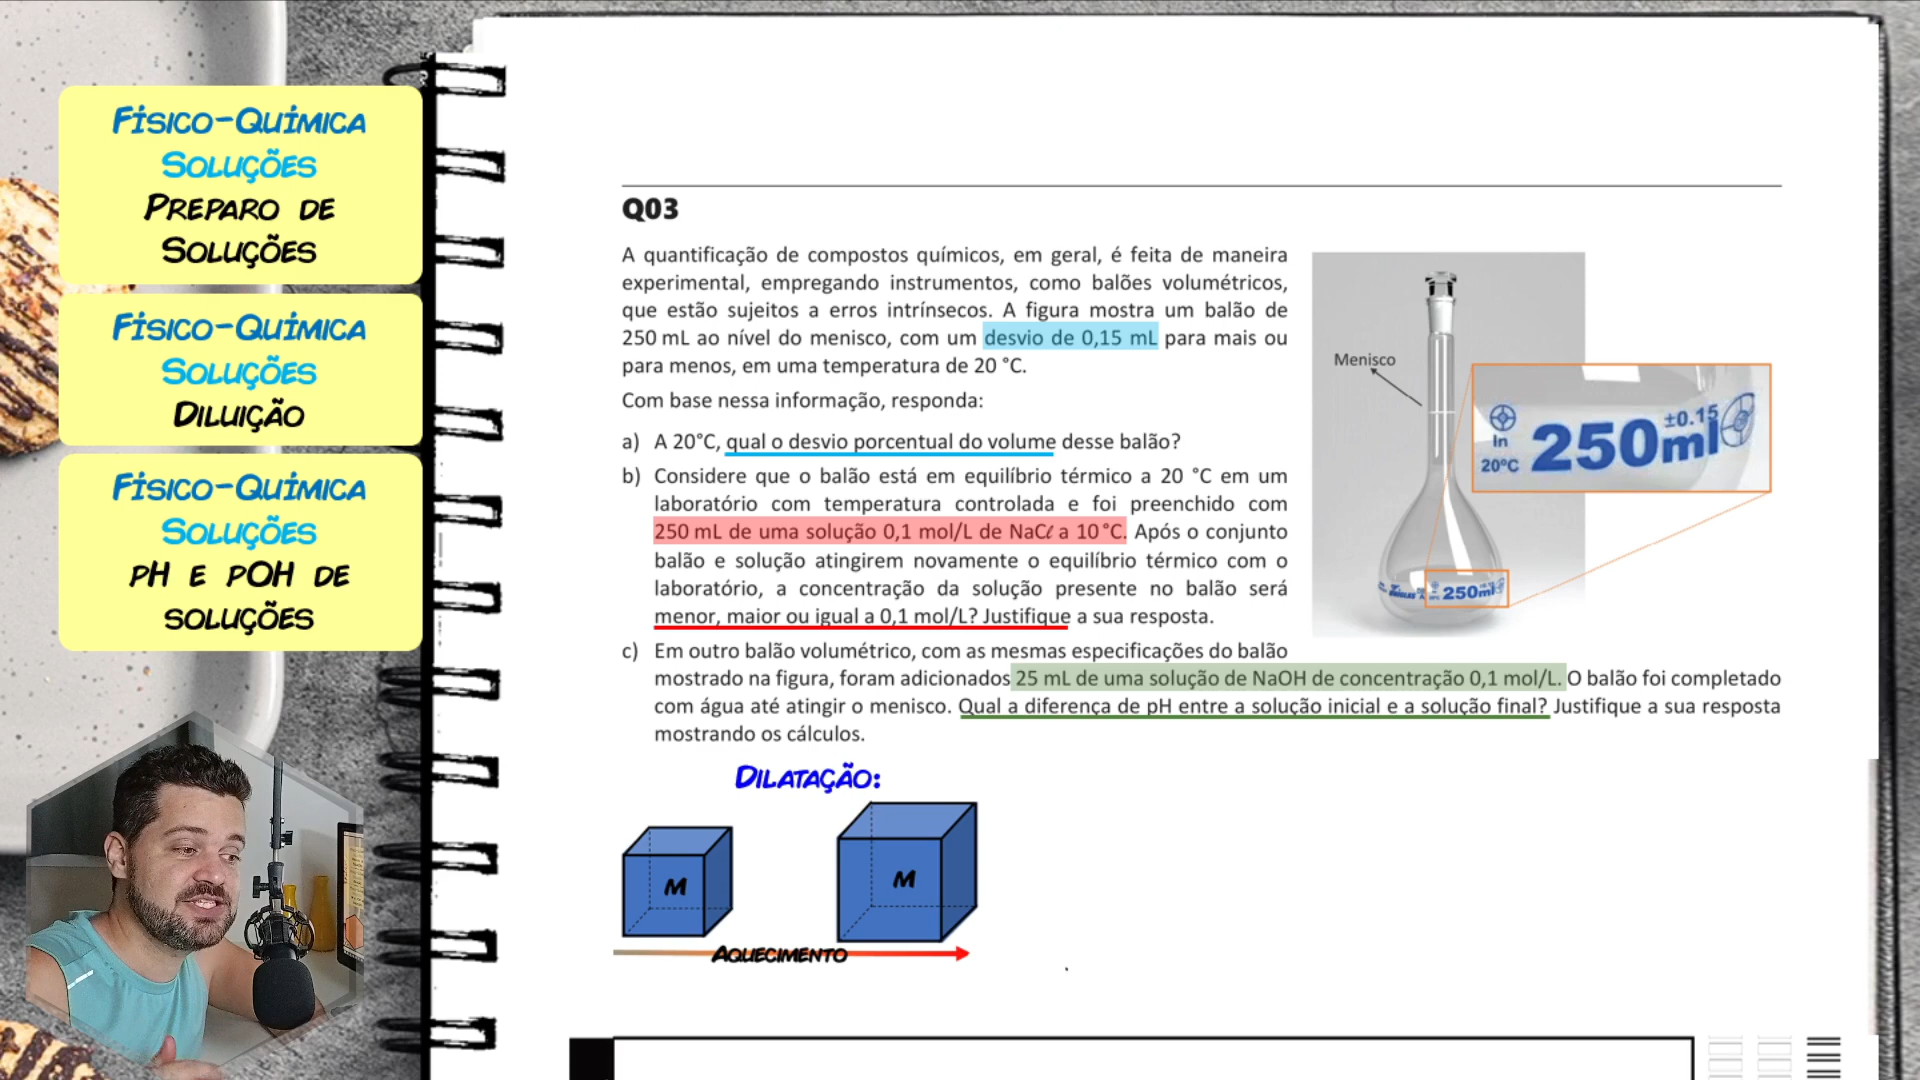 Físico-Química
Soluções
Preparo de
Soluções
Físico-Química
Soluções
Diluição
Físico-Química
Soluções
pH e pOH de
soluções
Q03
A quantificação de compostos químicos, em geral, é feita de maneira
experimental, empregando instrumentos, como balões volumétricos,
que estão sujeitos a erros intrínsecos. A figura mostra um balão de
250 mL ao nível do menisco, com um desvio de 0,15 mL para mais ou
para menos, em uma temperatura de 20 °C.
Com base nessa informação, responda:
a) A 20°C, qual o desvio porcentual do volume desse balão?
b) Considere que o balão está em equilíbrio térmico a 20 °C em um
laboratório com temperatura controlada e foi preenchido com
250 mL de uma solução 0,1 mol/L de NaCℓ a 10 °C. Após o conjunto
balão e solução atingirem novamente o equilíbrio térmico com o
laboratório, a concentração da solução presente no balão será
menor, maior ou igual a 0,1 mol/L? Justifique a sua resposta.
c) Em outro balão volumétrico, com as mesmas especificações do balão
mostrado na figura, foram adicionados 25 mL de uma solução de NaOH de concentração 0,1 mol/L. O balão foi completado
com água até atingir o menisco. Qual a diferença de pH entre a solução inicial e a solução final? Justifique a sua resposta
mostrando os cálculos.
Menisco
In
20°C
250ml
±0.15
250ml
Dilatação:
M
M
Aquecimento